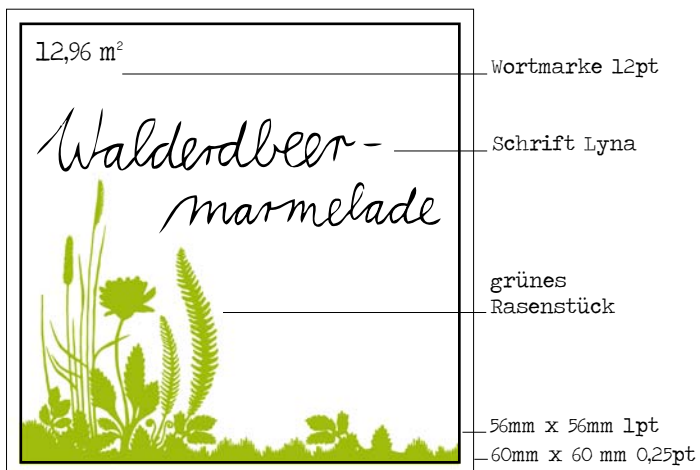 12,96 m²
Wortmarke 12pt
Walderdbeer-
marmelade
Schrift Lyna
grünes
Rasenstück
56mm x 56mm 1pt
60mm x 60 mm 0,25pt